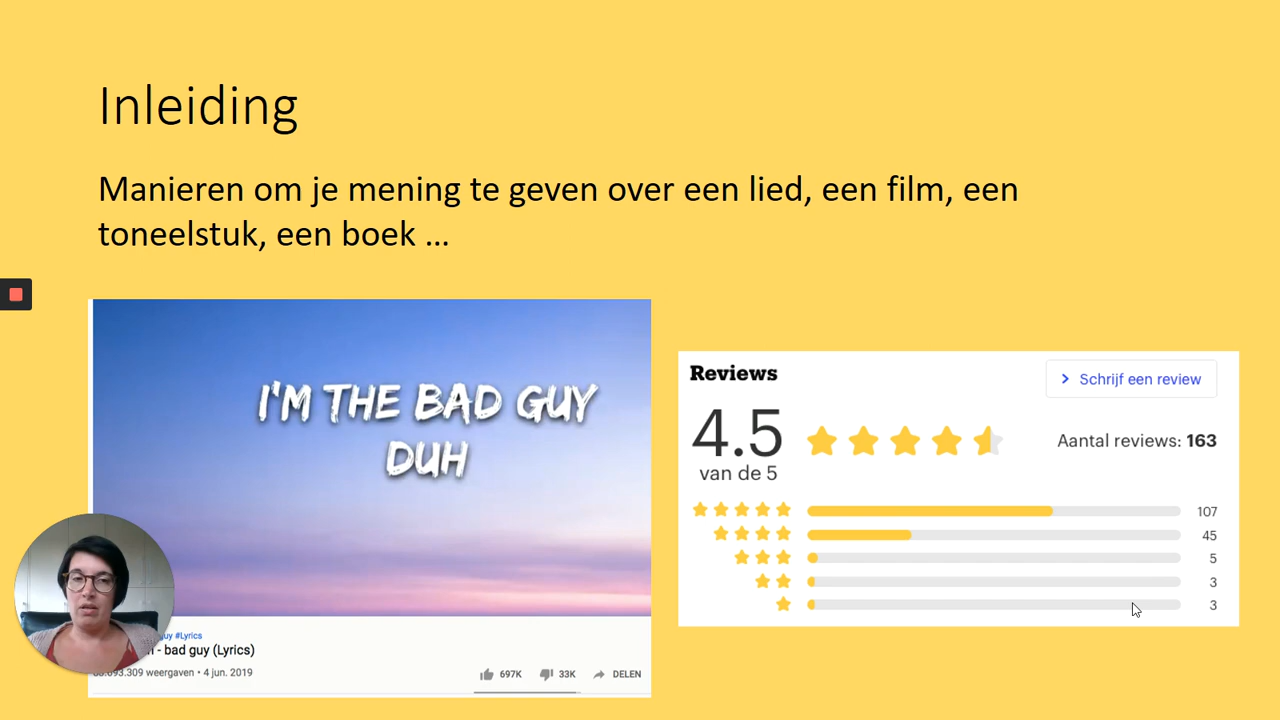 Inleiding
Manieren om je mening te geven over een lied, een film, een
toneelstuk, een boek ...
I'M THE BAD GUY
DUH
#Lyrics
- bad guy (Lyrics)
weergaven • 4 jun. 2019
697K
33K
DELEN
Reviews
Schrijf een review
4.5
van de 5
Aantal reviews: 163
107
45
5
3
3